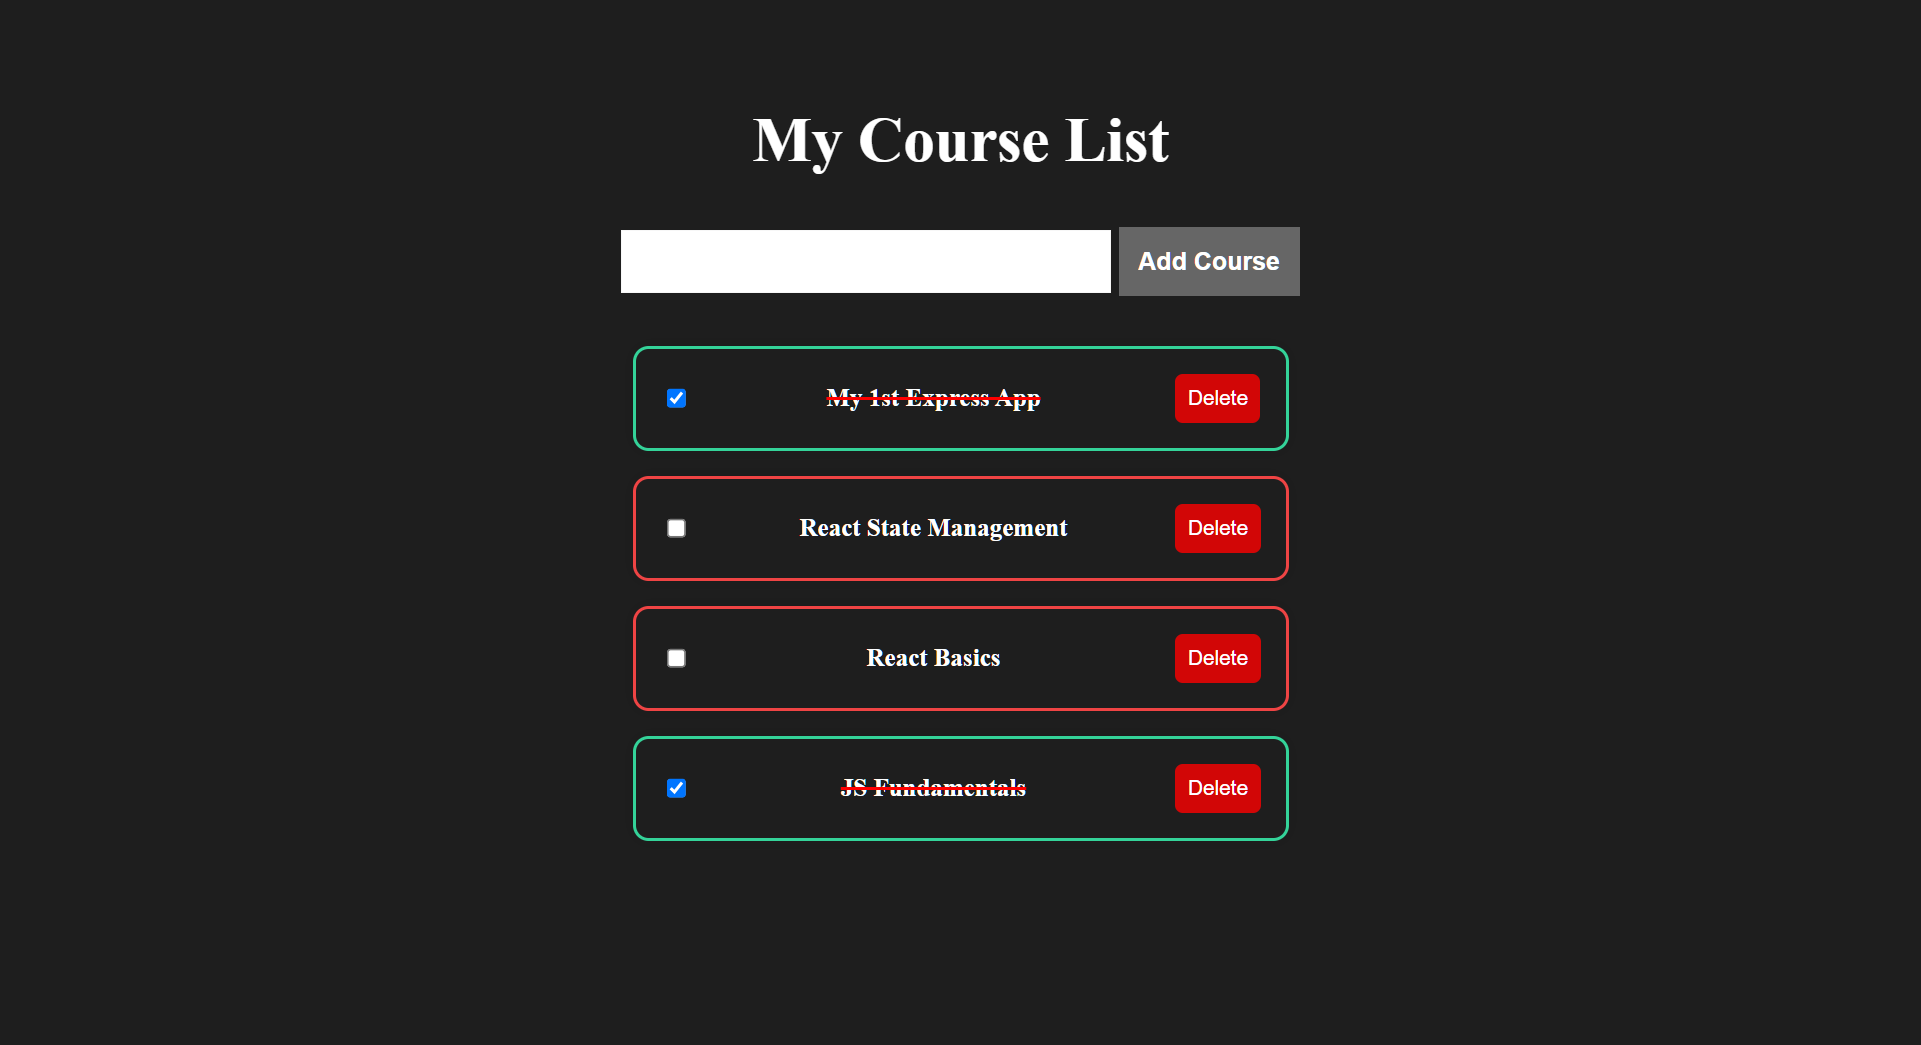 My Course List
Add Course
My 1st Express App Delete
React State Management Delete
React Basics Delete
JS Fundamentals Delete